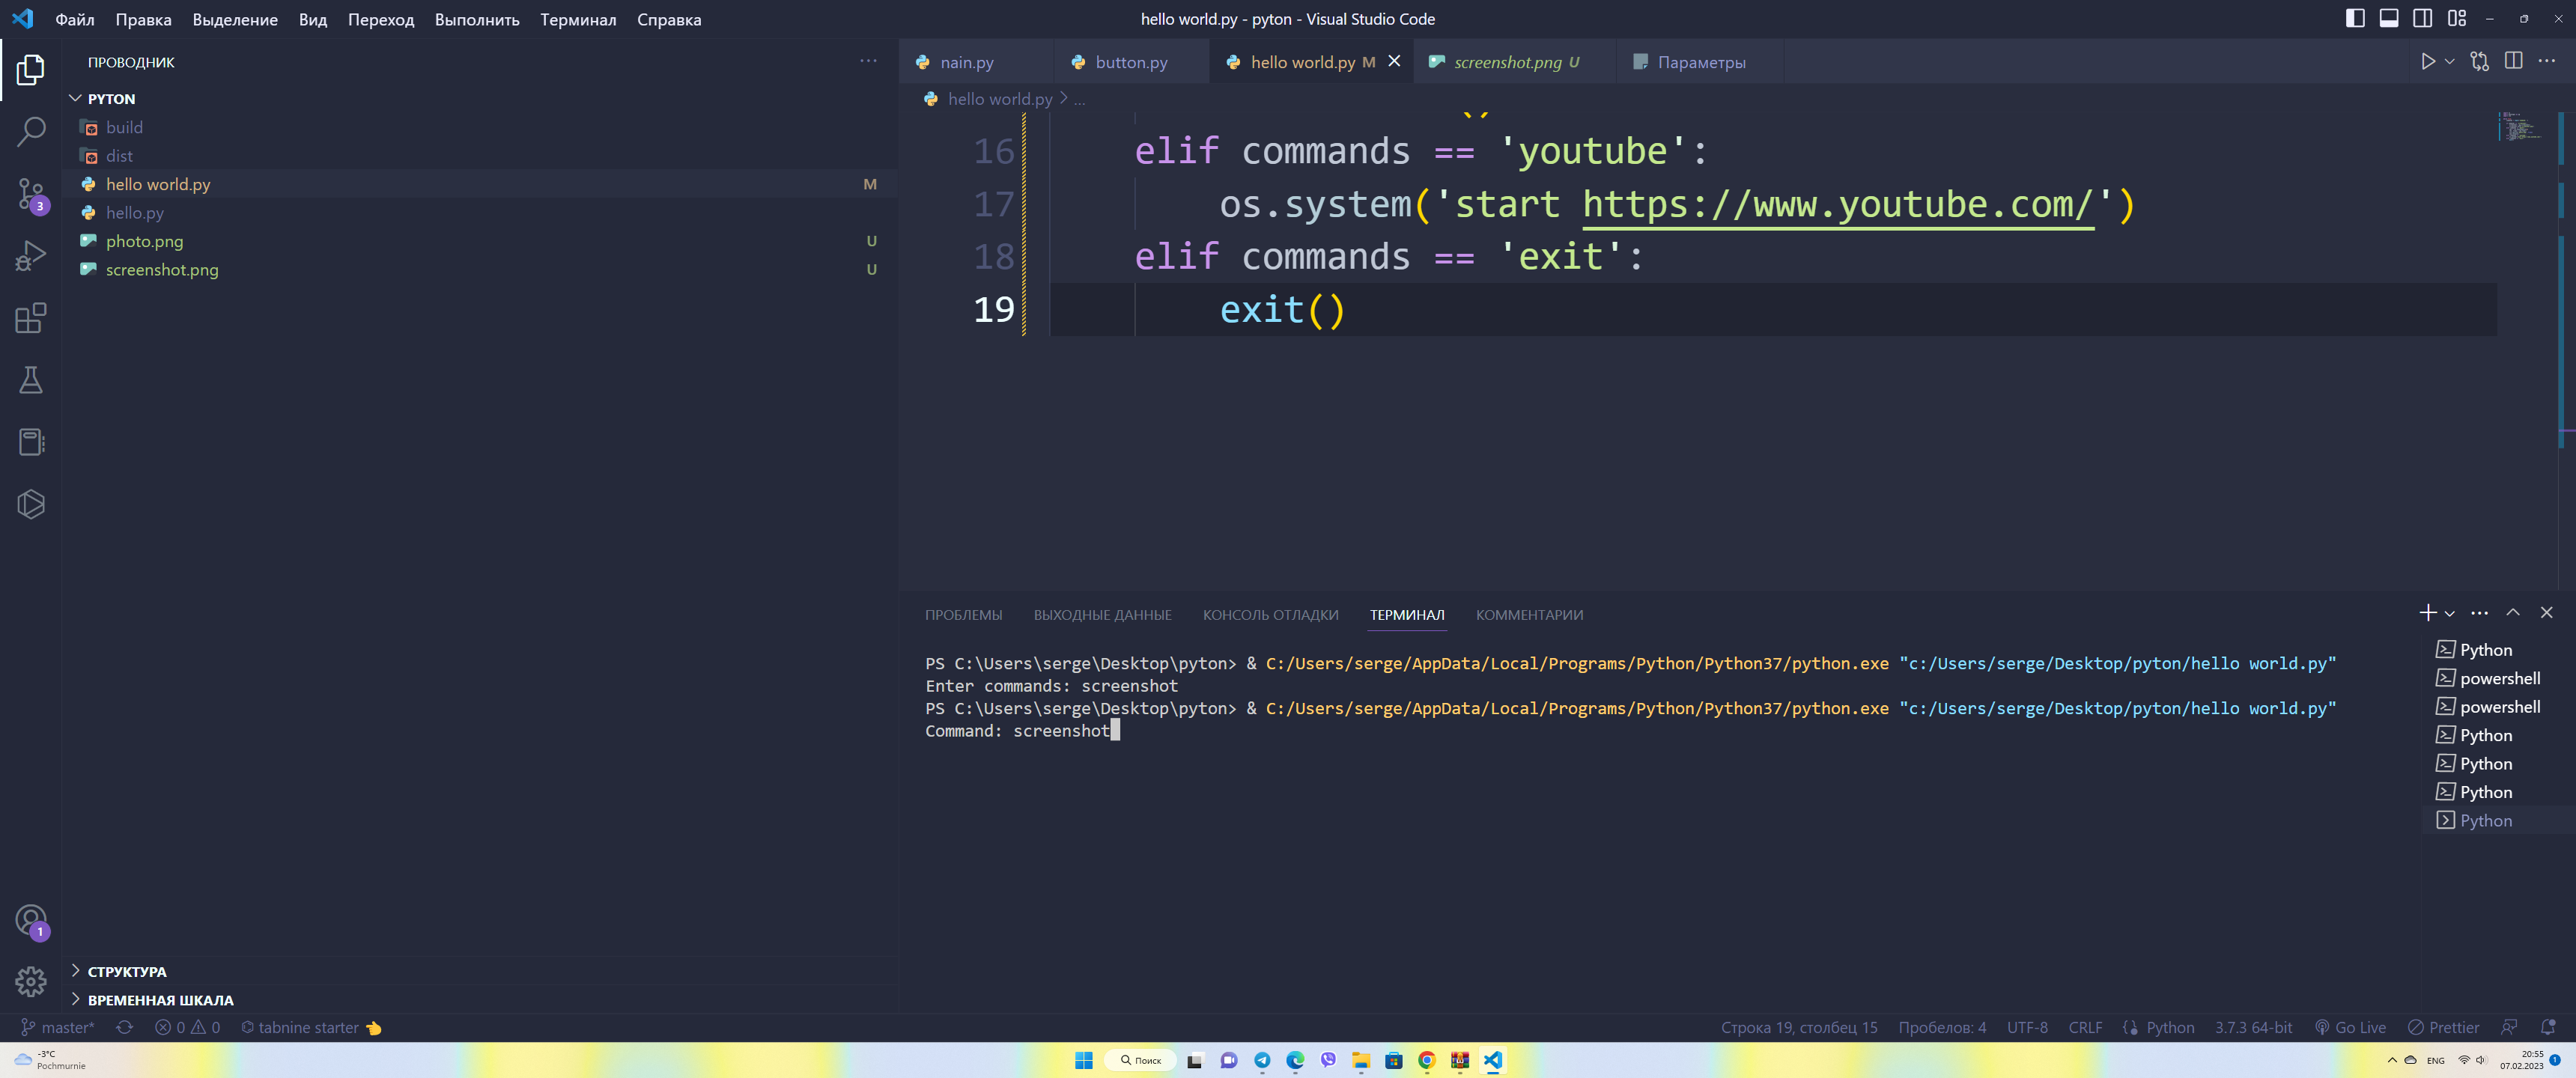 Файл Правка Выделение Вид Переход Выполнить Терминал Справка
hello world.py - pyton - Visual Studio Code
ПРОВОДНИК
nain.py
button.py
hello world.py M
screenshot.png U
Параметры
PYTON
hello world.py > ...
build
dist
hello world.py M
hello.py
photo.png U
screenshot.png U
3
()
16 elif commands == 'youtube':
17 os.system('start https://www.youtube.com/')
18 elif commands == 'exit':
19 exit()
ПРОБЛЕМЫ ВЫХОДНЫЕ ДАННЫЕ КОНСОЛЬ ОТЛАДКИ ТЕРМИНАЛ КОММЕНТАРИИ
PS C:\Users\serge\Desktop\pyton> & C:/Users/serge/AppData/Local/Programs/Python/Python37/python.exe "c:/Users/serge/Desktop/pyton/hello world.py"
Enter commands: screenshot
PS C:\Users\serge\Desktop\pyton> & C:/Users/serge/AppData/Local/Programs/Python/Python37/python.exe "c:/Users/serge/Desktop/pyton/hello world.py"
Command: screenshot
Python
powershell
powershell
Python
Python
Python
Python
1
СТРУКТУРА
ВРЕМЕННАЯ ШКАЛА
master* 0 0 tabnine starter
Строка 19, столбец 15 Пробелов: 4 UTF-8 CRLF Python 3.7.3 64-bit Go Live Prettier
-3°C
Pochmurnie
Поиск
ENG
20:55
07.02.2023
1